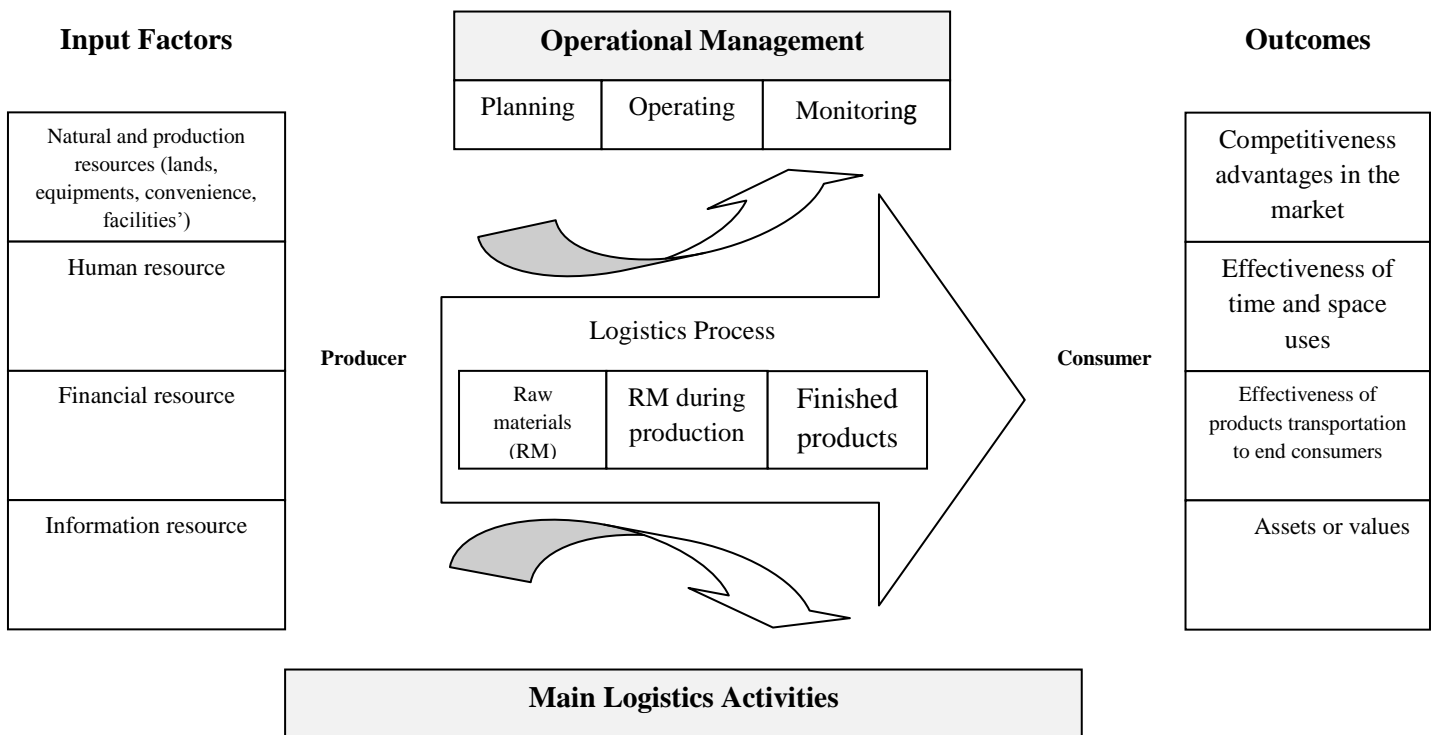 Input Factors
Operational Management
Outcomes
Planning
Operating
Monitoring
Natural and production
resources (lands,
equipments, convenience,
facilities’)
Human resource
Financial resource
Information resource
Producer
Logistics Process
Raw
materials
(RM)
RM during
production
Finished
products
Consumer
Competitiveness
advantages in the
market
Effectiveness of
time and space
uses
Effectiveness of
products transportation
to end consumers
Assets or values
Main Logistics Activities